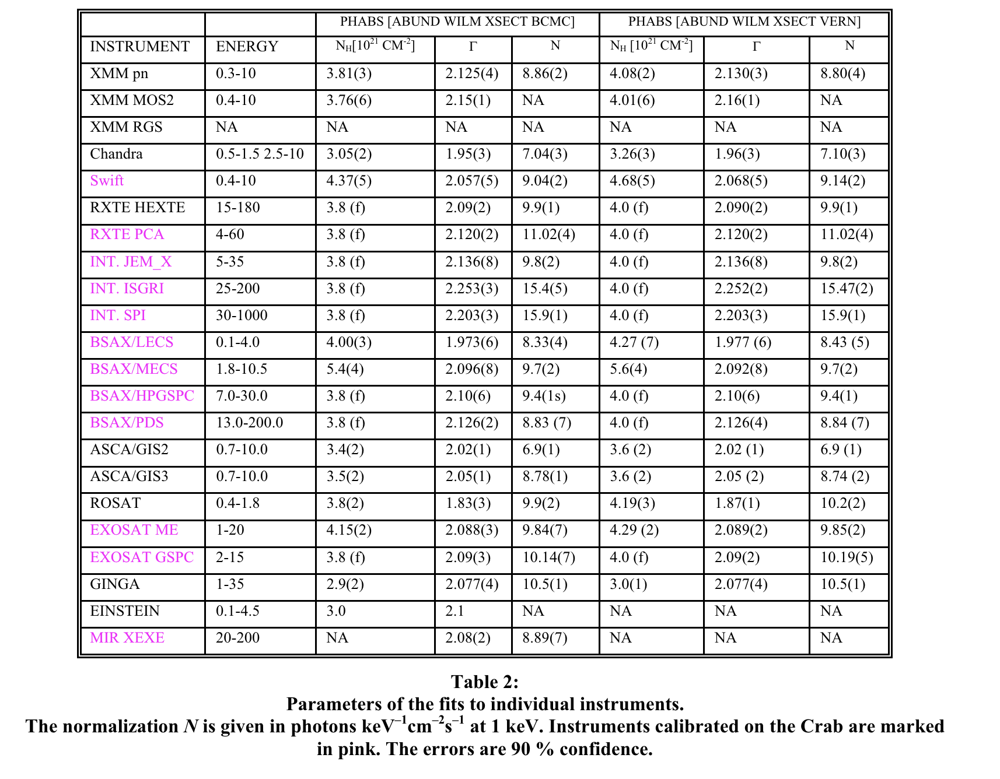 PHABS [ABUND WILM XSECT BCMC] PHABS [ABUND WILM XSECT VERN]
INSTRUMENT ENERGY N_H[10^21 CM^-2] Γ N N_H [10^21 CM^-2] Γ N
XMM pn 0.3-10 3.81(3) 2.125(4) 8.86(2) 4.08(2) 2.130(3) 8.80(4)
XMM MOS2 0.4-10 3.76(6) 2.15(1) NA 4.01(6) 2.16(1) NA
XMM RGS NA NA NA NA NA NA NA
Chandra 0.5-1.5 2.5-10 3.05(2) 1.95(3) 7.04(3) 3.26(3) 1.96(3) 7.10(3)
Swift 0.4-10 4.37(5) 2.057(5) 9.04(2) 4.68(5) 2.068(5) 9.14(2)
RXTE HEXTE 15-180 3.8 (f) 2.09(2) 9.9(1) 4.0 (f) 2.090(2) 9.9(1)
RXTE PCA 4-60 3.8 (f) 2.120(2) 11.02(4) 4.0 (f) 2.120(2) 11.02(4)
INT. JEM_X 5-35 3.8 (f) 2.136(8) 9.8(2) 4.0 (f) 2.136(8) 9.8(2)
INT. ISGRI 25-200 3.8 (f) 2.253(3) 15.4(5) 4.0 (f) 2.252(2) 15.47(2)
INT. SPI 30-1000 3.8 (f) 2.203(3) 15.9(1) 4.0 (f) 2.203(3) 15.9(1)
BSAX/LECS 0.1-4.0 4.00(3) 1.973(6) 8.33(4) 4.27 (7) 1.977 (6) 8.43 (5)
BSAX/MECS 1.8-10.5 5.4(4) 2.096(8) 9.7(2) 5.6(4) 2.092(8) 9.7(2)
BSAX/HPGSPC 7.0-30.0 3.8 (f) 2.10(6) 9.4(1s) 4.0 (f) 2.10(6) 9.4(1)
BSAX/PDS 13.0-200.0 3.8 (f) 2.126(2) 8.83 (7) 4.0 (f) 2.126(4) 8.84 (7)
ASCA/GIS2 0.7-10.0 3.4(2) 2.02(1) 6.9(1) 3.6 (2) 2.02 (1) 6.9 (1)
ASCA/GIS3 0.7-10.0 3.5(2) 2.05(1) 8.78(1) 3.6 (2) 2.05 (2) 8.74 (2)
ROSAT 0.4-1.8 3.8(2) 1.83(3) 9.9(2) 4.19(3) 1.87(1) 10.2(2)
EXOSAT ME 1-20 4.15(2) 2.088(3) 9.84(7) 4.29 (2) 2.089(2) 9.85(2)
EXOSAT GSPC 2-15 3.8 (f) 2.09(3) 10.14(7) 4.0 (f) 2.09(2) 10.19(5)
GINGA 1-35 2.9(2) 2.077(4) 10.5(1) 3.0(1) 2.077(4) 10.5(1)
EINSTEIN 0.1-4.5 3.0 2.1 NA NA NA NA
MIR XEXE 20-200 NA 2.08(2) 8.89(7) NA NA NA
Table 2:
Parameters of the fits to individual instruments.
The normalization N is given in photons keV^–1cm^–2s^–1 at 1 keV. Instruments calibrated on the Crab are marked
in pink. The errors are 90 % confidence.